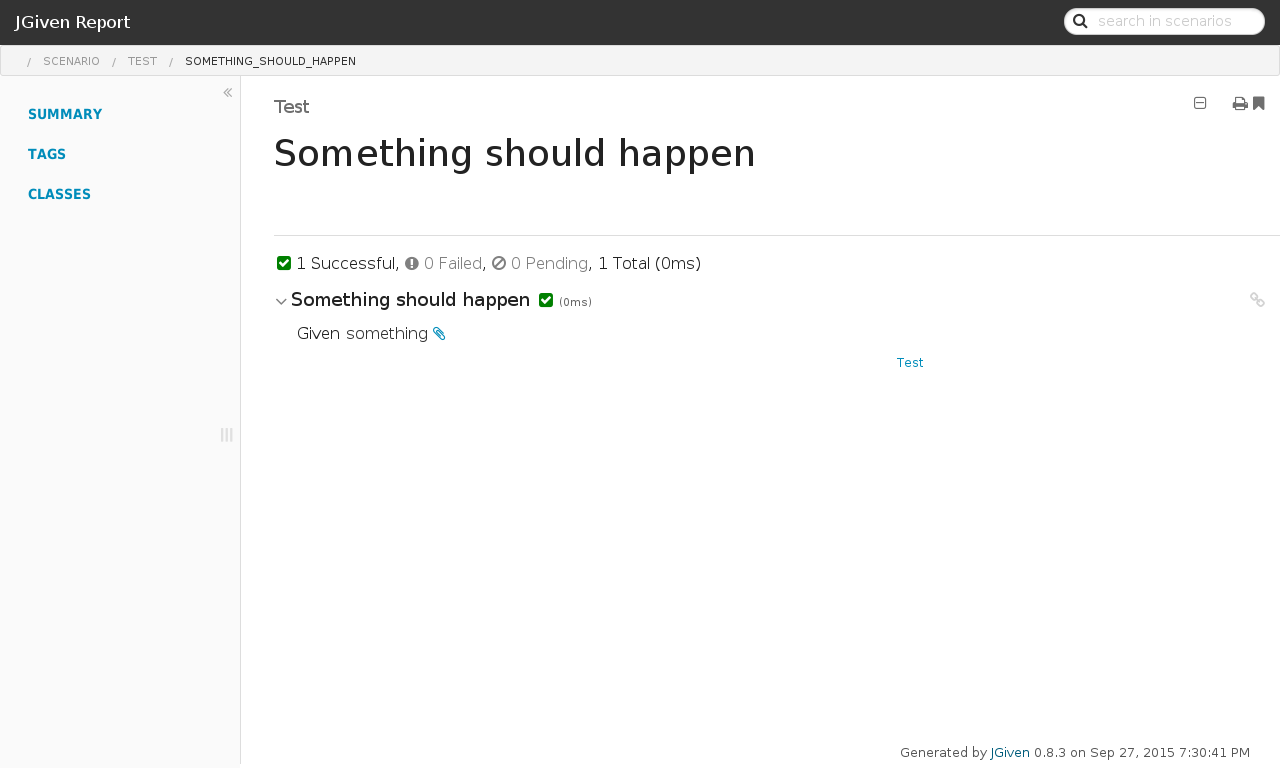 JGiven Report
search in scenarios
/ SCENARIO / TEST / SOMETHING_SHOULD_HAPPEN
SUMMARY
TAGS
CLASSES
Test
Something should happen
1 Successful, 0 Failed, 0 Pending, 1 Total (0ms)
Something should happen (0ms)
Given something
Test
Generated by JGiven 0.8.3 on Sep 27, 2015 7:30:41 PM